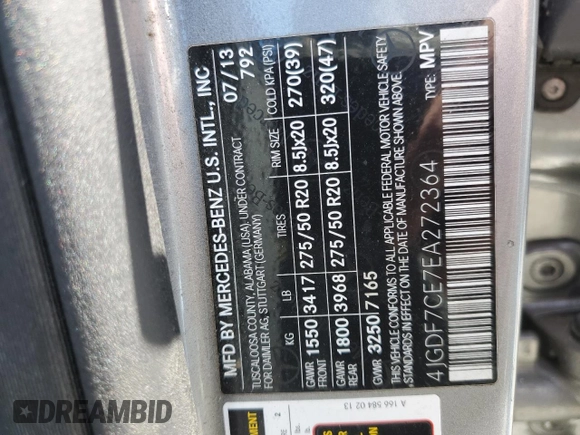 MFD BY MERCEDES-BENZ U.S. INTL., INC
TUSCALOOSA COUNTY, ALABAMA (USA), UNDER CONTRACT 07/13
FOR DAIMLER AG, STUTTGART (GERMANY) 792
KG LB TIRES RIM SIZE COLD KPA (PSI)
GAWR FRONT 1550 3417 275/50 R20 8.5Jx20 270(39)
GAWR REAR 1800 3968 275/50 R20 8.5Jx20 320(47)
GVWR 3250 7165
THIS VEHICLE CONFORMS TO ALL APPLICABLE FEDERAL MOTOR VEHICLE SAFETY
STANDARDS IN EFFECT ON THE DATE OF MANUFACTURE SHOWN ABOVE.
4JGDF7CE7EA272364 TYPE: MPV
A 166 584 02 13
2
DREAMBID